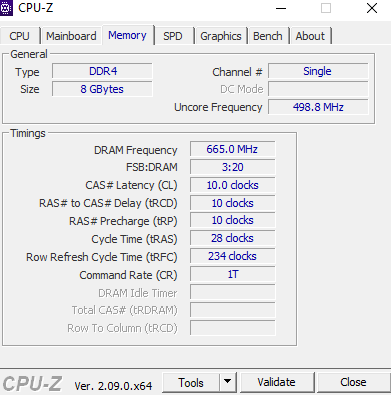 CPU-Z
CPU Mainboard Memory SPD Graphics Bench About
General
Type DDR4 Channel # Single
Size 8 GBytes DC Mode
Uncore Frequency 498.8 MHz
Timings
DRAM Frequency 665.0 MHz
FSB:DRAM 3:20
CAS# Latency (CL) 10.0 clocks
RAS# to CAS# Delay (tRCD) 10 clocks
RAS# Precharge (tRP) 10 clocks
Cycle Time (tRAS) 28 clocks
Row Refresh Cycle Time (tRFC) 234 clocks
Command Rate (CR) 1T
DRAM Idle Timer
Total CAS# (tRDRAM)
Row To Column (tRCD)
CPU-Z Ver. 2.09.0.x64 Tools Validate Close